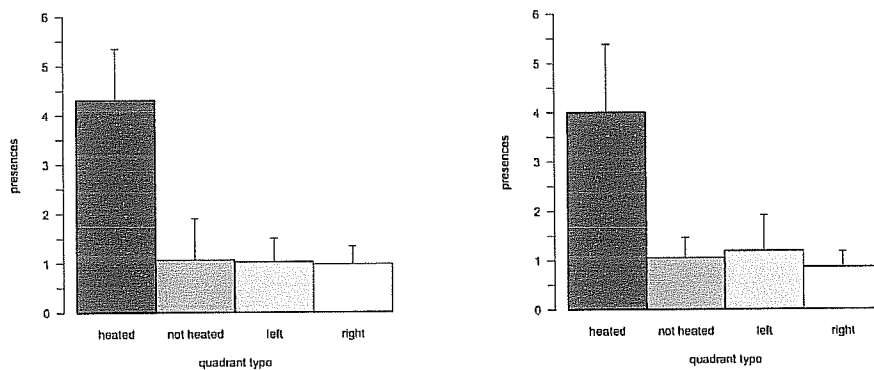 6
5
4
3
2
1
0
presences
heated not heated left right
quadrant typo
6
5
4
3
2
1
0
presences
heated not heated left right
quadrant typo